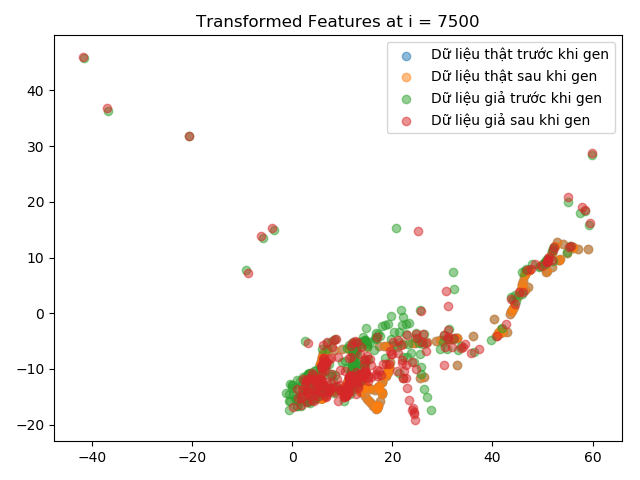 Transformed Features at i = 7500
Dữ liệu thật trước khi gen
Dữ liệu thật sau khi gen
Dữ liệu giả trước khi gen
Dữ liệu giả sau khi gen
40
30
20
10
0
−10
−20
−40 −20 0 20 40 60